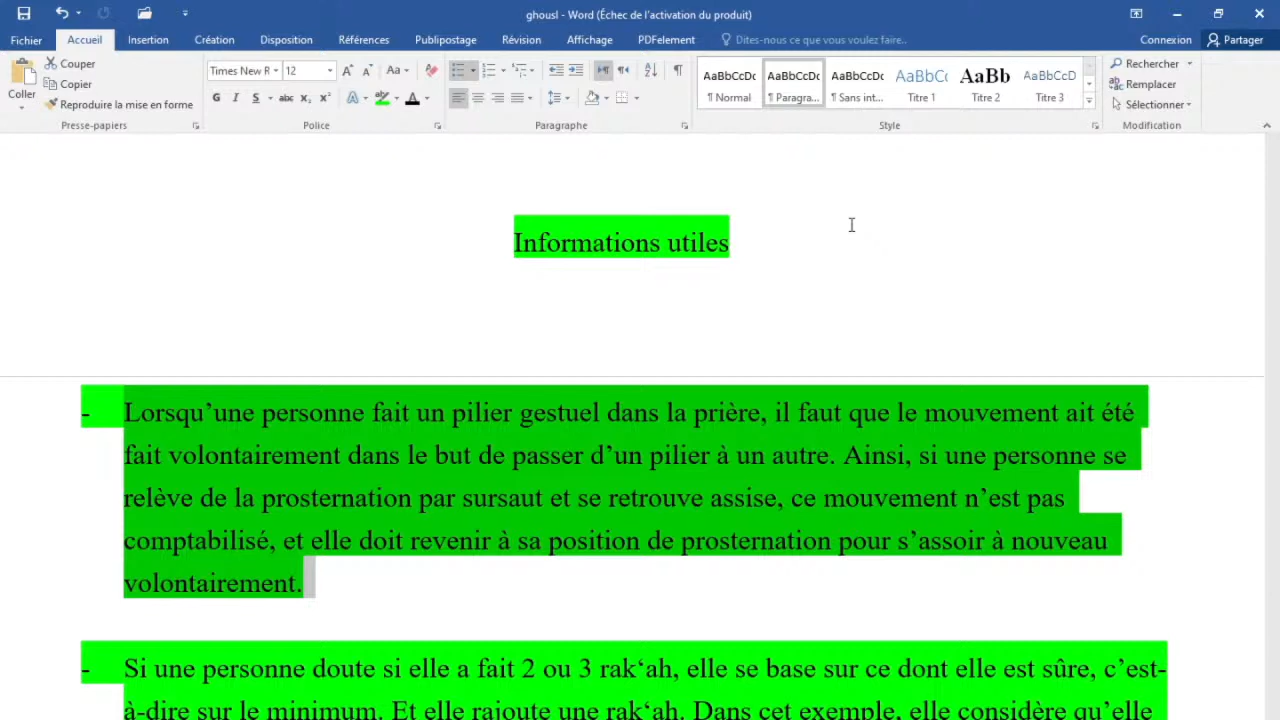 ghousl - Word (Échec de l'activation du produit)
Fichier Accueil Insertion Création Disposition Références Publipostage Révision Affichage PDFelement Dites-nous ce que vous voulez faire.. Connexion Partager
Coller
Couper
Copier
Reproduire la mise en forme
Presse-papiers
Times New R 12 Aa
G I S abc x₂ x² A A
Police
Paragraphe
AaBbCcDc AaBbCcDc AaBbCcDc AaBbCc AaBb AaBbCcD
¶ Normal ¶ Paragra... ¶ Sans int... Titre 1 Titre 2 Titre 3
Style
Rechercher
Remplacer
Sélectionner
Modification
Informations utiles
- Lorsqu’une personne fait un pilier gestuel dans la prière, il faut que le mouvement ait été
fait volontairement dans le but de passer d’un pilier à un autre. Ainsi, si une personne se
relève de la prosternation par sursaut et se retrouve assise, ce mouvement n’est pas
comptabilisé, et elle doit revenir à sa position de prosternation pour s’assoir à nouveau
volontairement.
- Si une personne doute si elle a fait 2 ou 3 rak‘ah, elle se base sur ce dont elle est sûre, c’est-
à-dire sur le minimum. Et elle rajoute une rak‘ah. Dans cet exemple, elle considère qu’elle